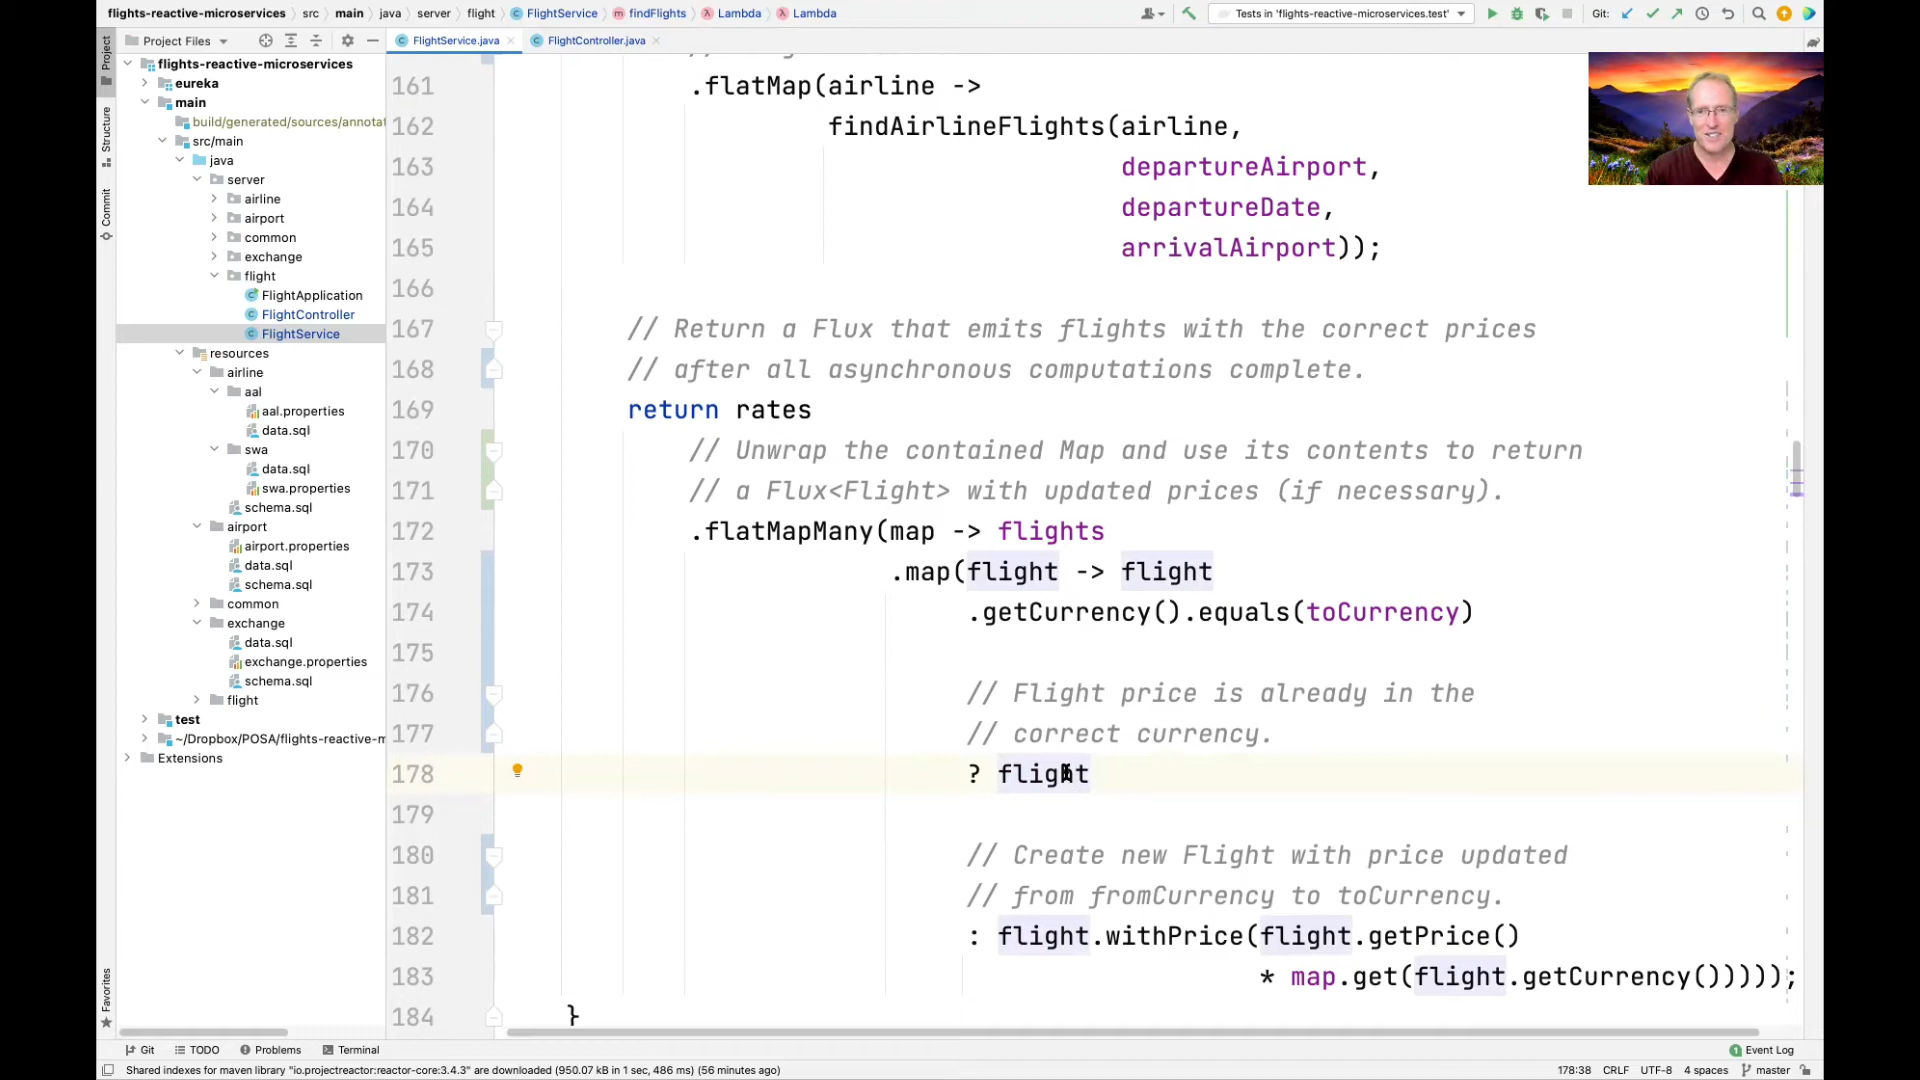 flights-reactive-microservices
src
main
java
server
flight
FlightService
findFlights
Lambda
Lambda
Tests in 'flights-reactive-microservices.test'
Git:
Project Files
FlightService.java
FlightController.java
Project
Structure
Commit
Favorites
flights-reactive-microservices
eureka
main
build/generated/sources/annotat
src/main
java
server
airline
airport
common
exchange
flight
FlightApplication
FlightController
FlightService
resources
airline
aal
aal.properties
data.sql
swa
data.sql
swa.properties
schema.sql
airport
airport.properties
data.sql
schema.sql
common
exchange
data.sql
exchange.properties
schema.sql
flight
test
~/Dropbox/POSA/flights-reactive-m
Extensions
161 .flatMap(airline ->
162 findAirlineFlights(airline,
163 departureAirport,
164 departureDate,
165 arrivalAirport));
166
167 // Return a Flux that emits flights with the correct prices
168 // after all asynchronous computations complete.
169 return rates
170 // Unwrap the contained Map and use its contents to return
171 // a Flux<Flight> with updated prices (if necessary).
172 .flatMapMany(map -> flights
173 .map(flight -> flight
174 .getCurrency().equals(toCurrency)
175
176 // Flight price is already in the
177 // correct currency.
178 ? flight
179
180 // Create new Flight with price updated
181 // from fromCurrency to toCurrency.
182 : flight.withPrice(flight.getPrice()
183 * map.get(flight.getCurrency()))));
184 }
Git
TODO
Problems
Terminal
1 Event Log
Shared indexes for maven library "io.projectreactor:reactor-core:3.4.3" are downloaded (950.07 kB in 1 sec, 486 ms) (56 minutes ago)
178:38 CRLF UTF-8 4 spaces master